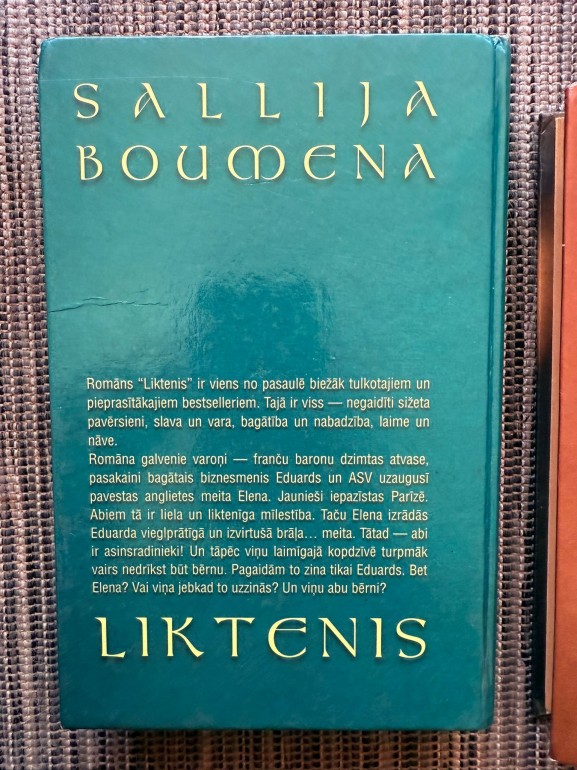 SALLIJA
BOUMENA
Romāns “Liktenis” ir viens no pasaulē biežāk tulkotajiem un
pieprasītākajiem bestselleriem. Tajā ir viss — negaidīti sižeta
pavērsieni, slava un vara, bagātība un nabadzība, laime un
nāve.
Romāna galvenie varoņi — franču baronu dzimtas atvase,
pasakaini bagātais biznesmenis Eduards un ASV uzaugusī
pavestas anglietes meita Elena. Jaunieši iepazīstas Parīzē.
Abiem tā ir liela un liktenīga mīlestība. Taču Elena izrādās
Eduarda vieglprātīgā un izvirtušā brāļa... meita. Tātad — abi
ir asinsradinieki! Un tāpēc viņu laimīgajā kopdzīvē turpmāk
vairs nedrīkst būt bērnu. Pagaidām to zina tikai Eduards. Bet
Elena? Vai viņa jebkad to uzzinās? Un viņu abu bērni?
LIKTENIS